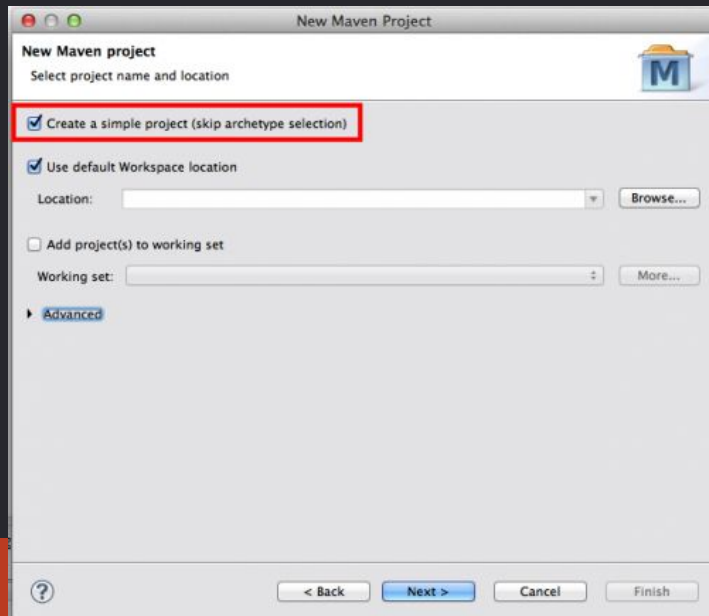 New Maven Project
New Maven project
Select project name and location
M
Create a simple project (skip archetype selection)
Use default Workspace location
Location:
Browse...
Add project(s) to working set
Working set:
More...
Advanced
?
< Back
Next >
Cancel
Finish